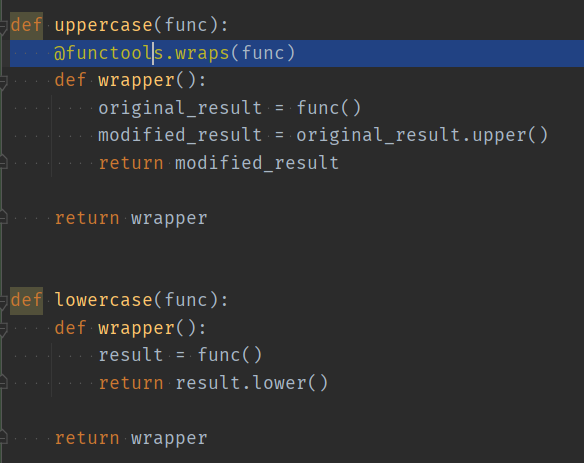 def uppercase(func):
    @functools.wraps(func)
    def wrapper():
        original_result = func()
        modified_result = original_result.upper()
        return modified_result
    return wrapper
def lowercase(func):
    def wrapper():
        result = func()
        return result.lower()
    return wrapper